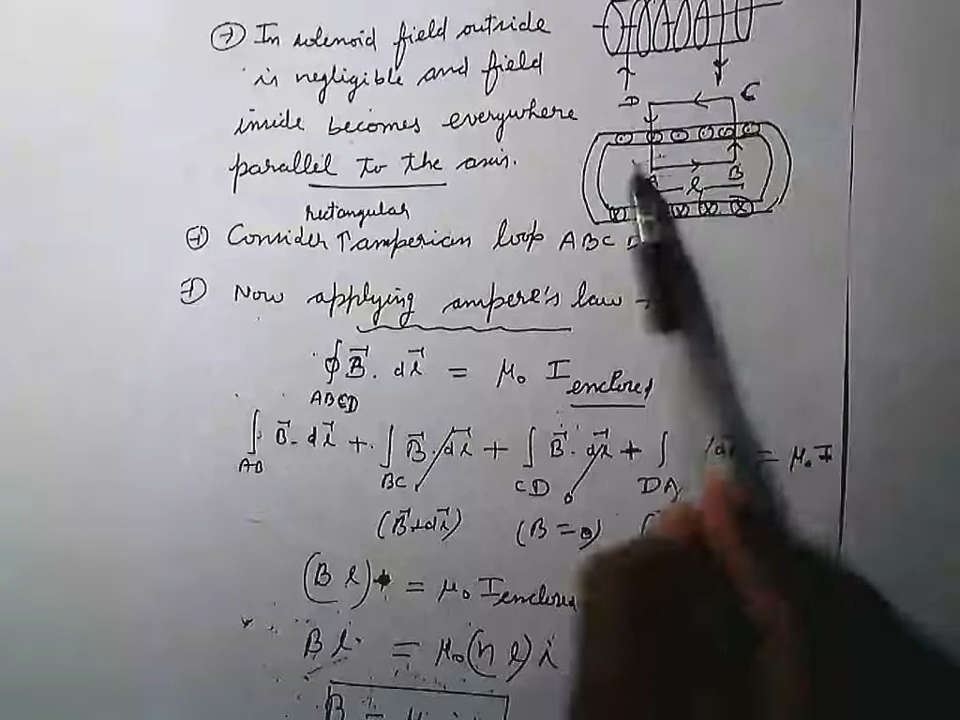 → In solenoid field outside
is negligible and field
inside becomes everywhere
parallel to the axis.
D C
B
l
rectangular
→ Consider amperian loop ABC
→ Now applying ampere's law →
∮ B⃗ . dl⃗ = μ₀ I enclosed
ABCD
∫ B⃗ . dl⃗ + ∫ B⃗ . dl⃗ + ∫ B⃗ . dl⃗ + ∫ dl⃗ = μ₀ I
AB BC CD DA
(B⃗ ⊥ dl⃗) (B = 0)
(B l) = μ₀ I enclosed
B l = μ₀ (n l) i